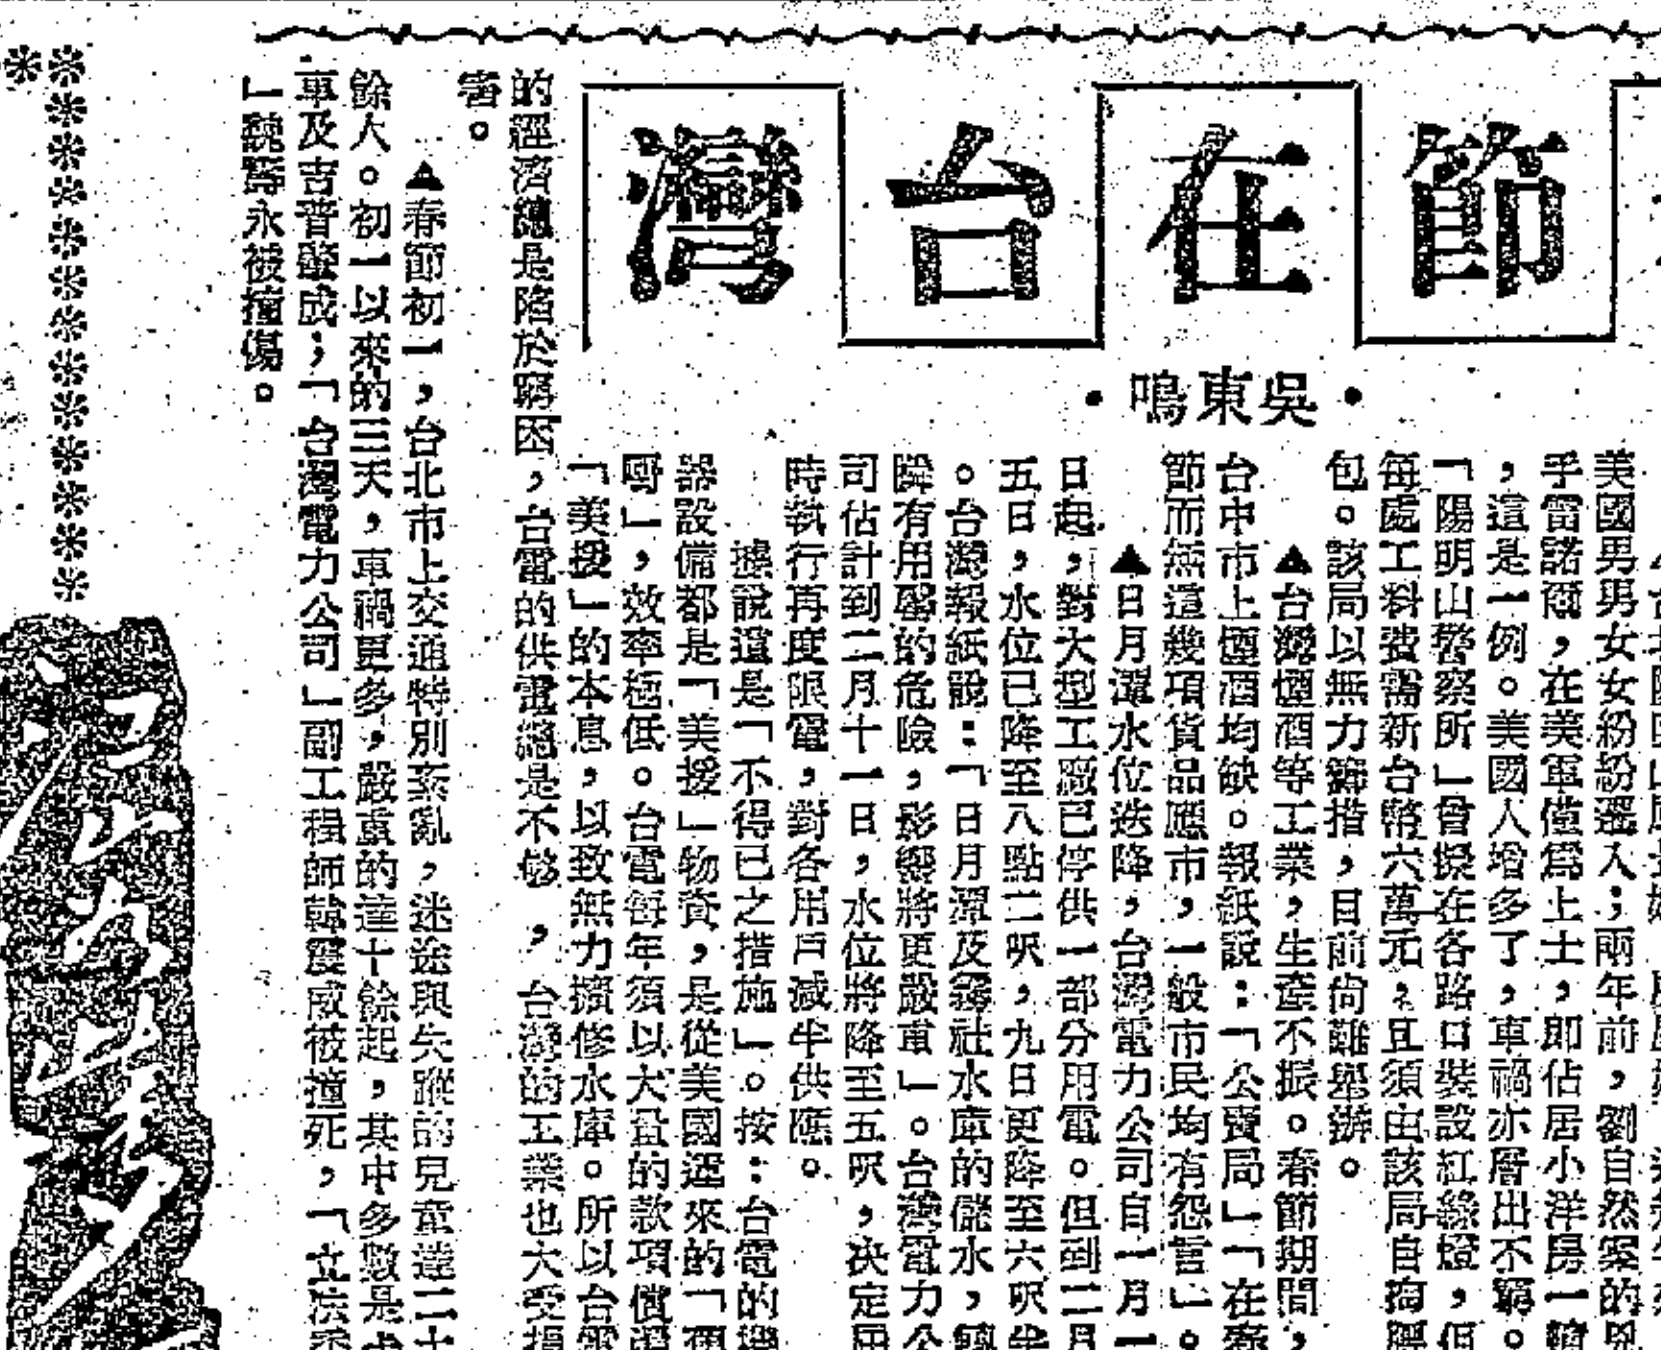 節在台灣
·吳東鳴·
美國男男女女紛紛遷入；兩年前，劉自然案的兇
手雷諾爾，在美軍僅為上士，即佔居小洋房一幢
，這是一例。美國人增多了，車禍亦層出不窮。
「陽明山警察所」曾擬在各路口裝設紅綠燈，但
每處工料費需新台幣六萬元，且須由該局自掏腰
包。該局以無力籌措，目前尚難舉辦。
▲台灣煙酒等工業，生產不振。春節期間，
台中市上煙酒均缺。報紙說：「公賣局」「在春
節而無這幾項貨品應市，一般市民均有怨言」。
▲日月潭水位迭降，台灣電力公司自一月一
日起，對大型工廠已停供一部分用電。但到二月
五日，水位已降至八點二呎，九日更降至六呎半
。台灣報紙說：「日月潭及霧社水庫的儲水，
有用罄的危險，影響將更嚴重」。台灣電力公
司估計到二月十一日，水位將降至五呎，決定屆
時執行再度限電，對各用戶減半供應。
據說這是「不得已之措施」。按：台電的機
器設備都是「美援」物資，是從美國運來的「爛
嘢」，效率極低。台電每年須以大量的款項償還
「美援」的本息，以致無力擴修水庫。所以台電
的經濟總是陷於窮困，台電的供電總是不够，台灣的工業也大受損
害。
▲春節初一，台北市上交通特別紊亂，迷途與失蹤的兒童達二十
餘人。初一以來的三天，車禍更多，嚴重的達十餘起，其中多數是
車及吉普釀成；「台灣電力公司」副工程師韓震威被撞死，「立法委
」魏壽永被撞傷。